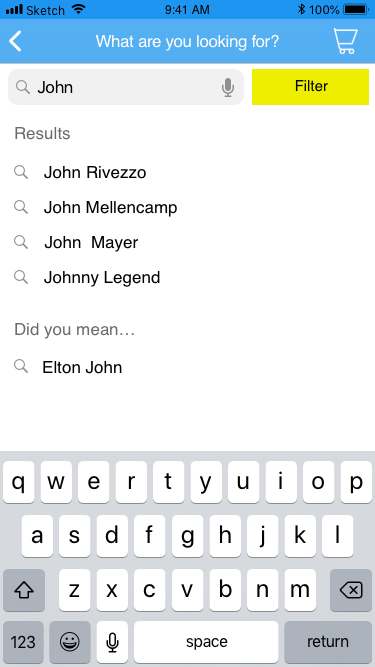 Sketch 9:41 AM 100%
What are you looking for?
John Filter
Results
John Rivezzo
John Mellencamp
John  Mayer
Johnny Legend
Did you mean...
Elton John
q w e r t y u i o p
a s d f g h j k l
z x c v b n m
123 space return